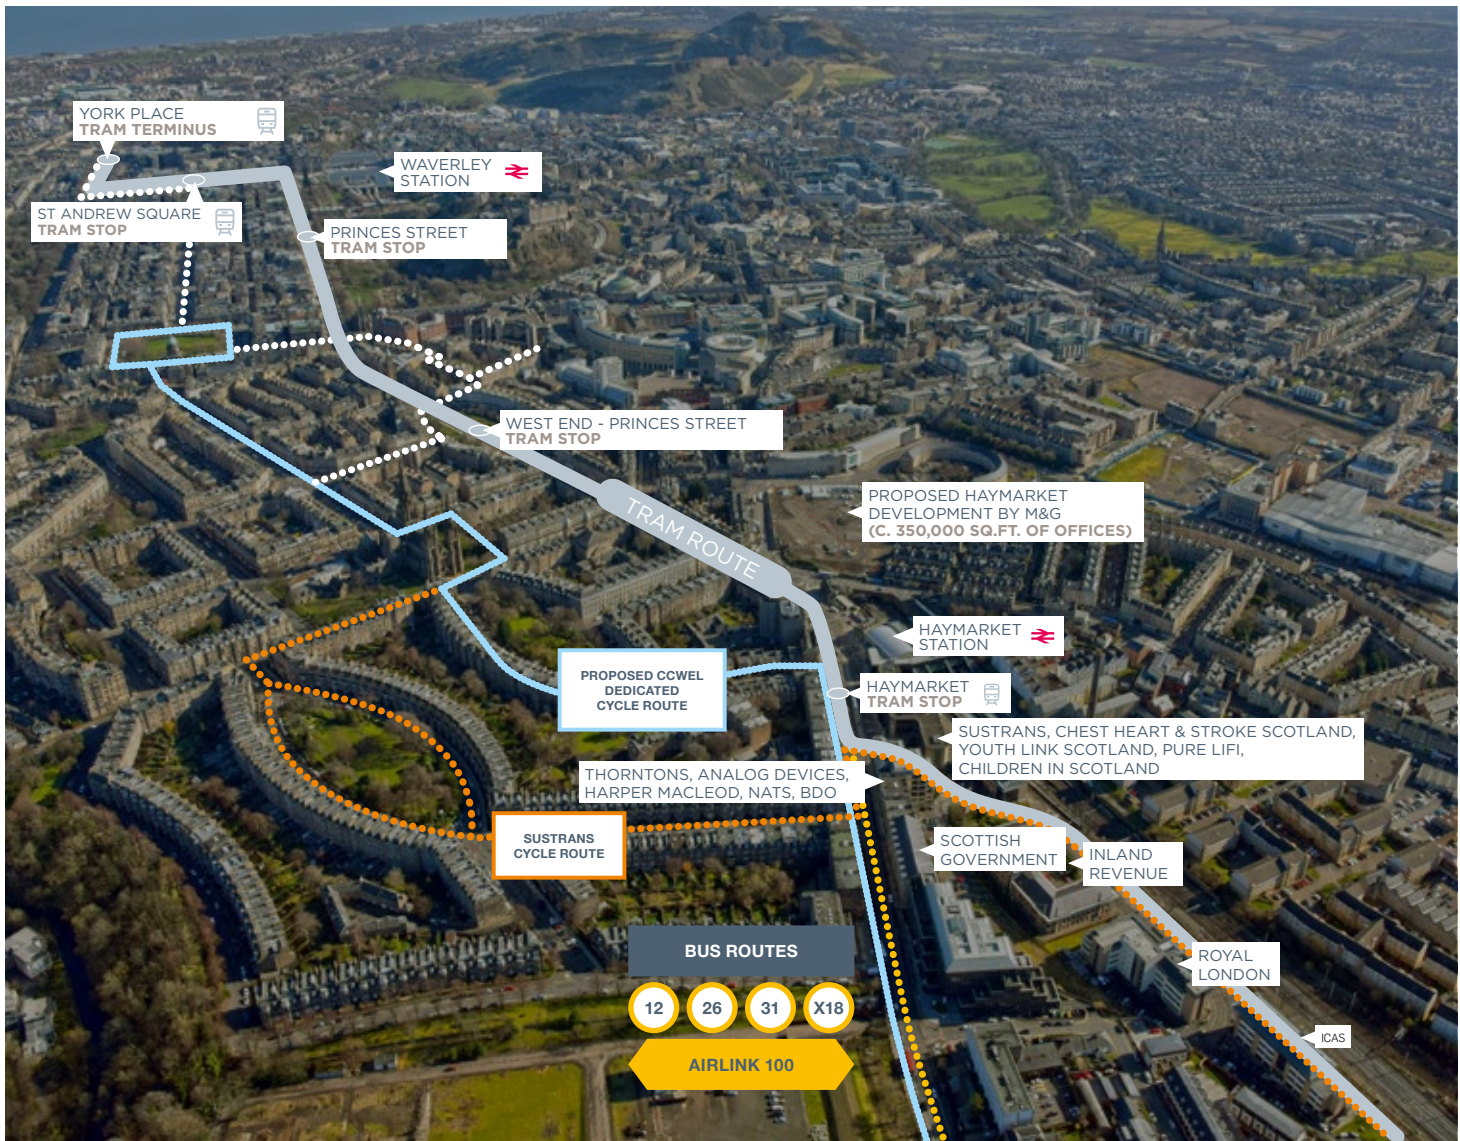 YORK PLACE
TRAM TERMINUS
WAVERLEY
STATION
ST ANDREW SQUARE
TRAM STOP
PRINCES STREET
TRAM STOP
WEST END - PRINCES STREET
TRAM STOP
TRAM ROUTE
PROPOSED HAYMARKET
DEVELOPMENT BY M&G
(C. 350,000 SQ.FT. OF OFFICES)
HAYMARKET
STATION
PROPOSED CCWEL
DEDICATED
CYCLE ROUTE
HAYMARKET
TRAM STOP
SUSTRANS, CHEST HEART & STROKE SCOTLAND,
YOUTH LINK SCOTLAND, PURE LIFI,
CHILDREN IN SCOTLAND
THORNTONS, ANALOG DEVICES,
HARPER MACLEOD, NATS, BDO
SUSTRANS
CYCLE ROUTE
SCOTTISH
GOVERNMENT
INLAND
REVENUE
BUS ROUTES
12 26 31 X18
AIRLINK 100
ROYAL
LONDON
ICAS